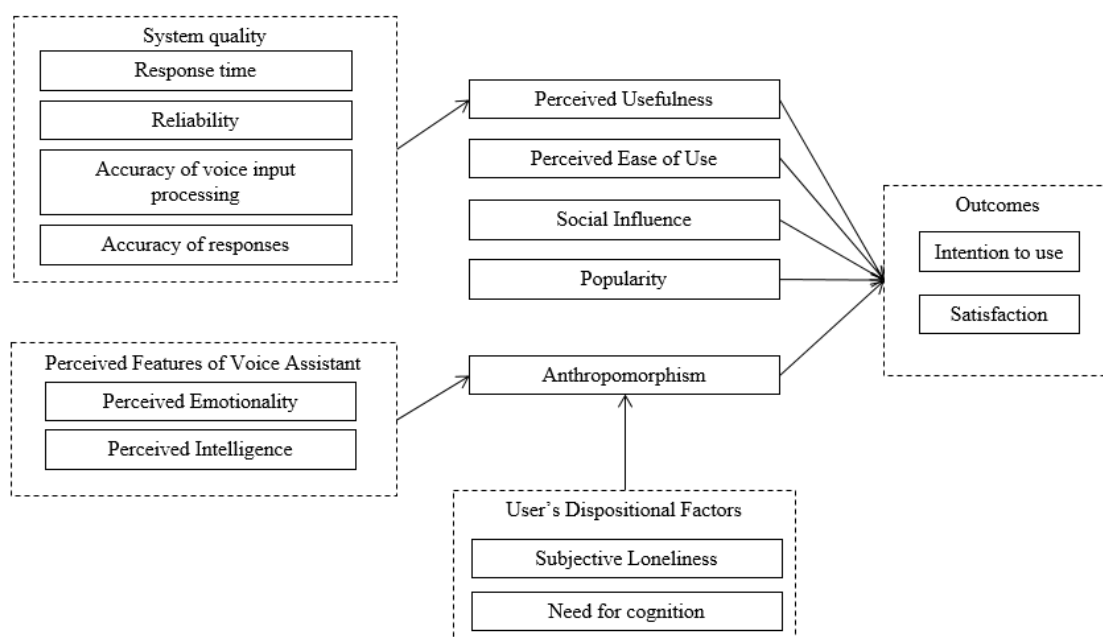 System quality
Response time
Reliability
Accuracy of voice input
processing
Accuracy of responses
Perceived Usefulness
Perceived Ease of Use
Social Influence
Popularity
Outcomes
Intention to use
Satisfaction
Perceived Features of Voice Assistant
Perceived Emotionality
Perceived Intelligence
Anthropomorphism
User’s Dispositional Factors
Subjective Loneliness
Need for cognition